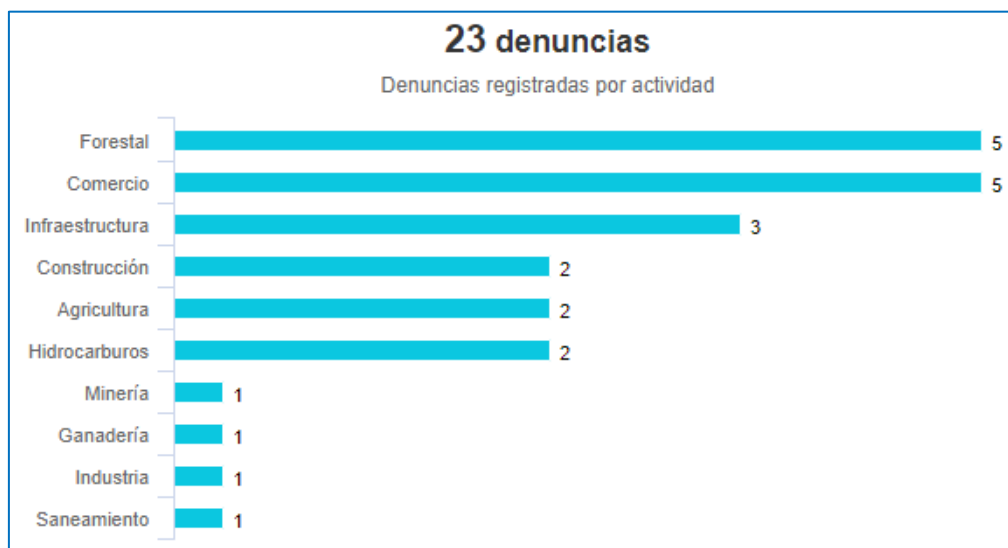 23 denuncias
Denuncias registradas por actividad
Forestal 5
Comercio 5
Infraestructura 3
Construcción 2
Agricultura 2
Hidrocarburos 2
Minería 1
Ganadería 1
Industria 1
Saneamiento 1